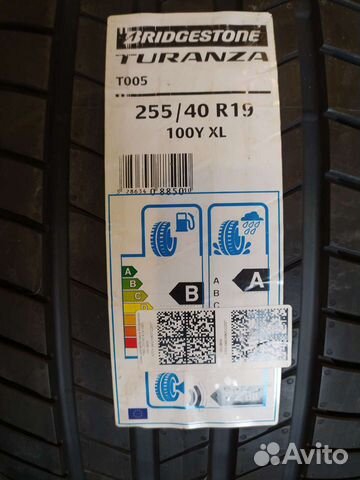 BRIDGESTONE
TURANZA
T005
255/40 R19
100Y XL
A
B
C
B
A
B
C
A
Avito